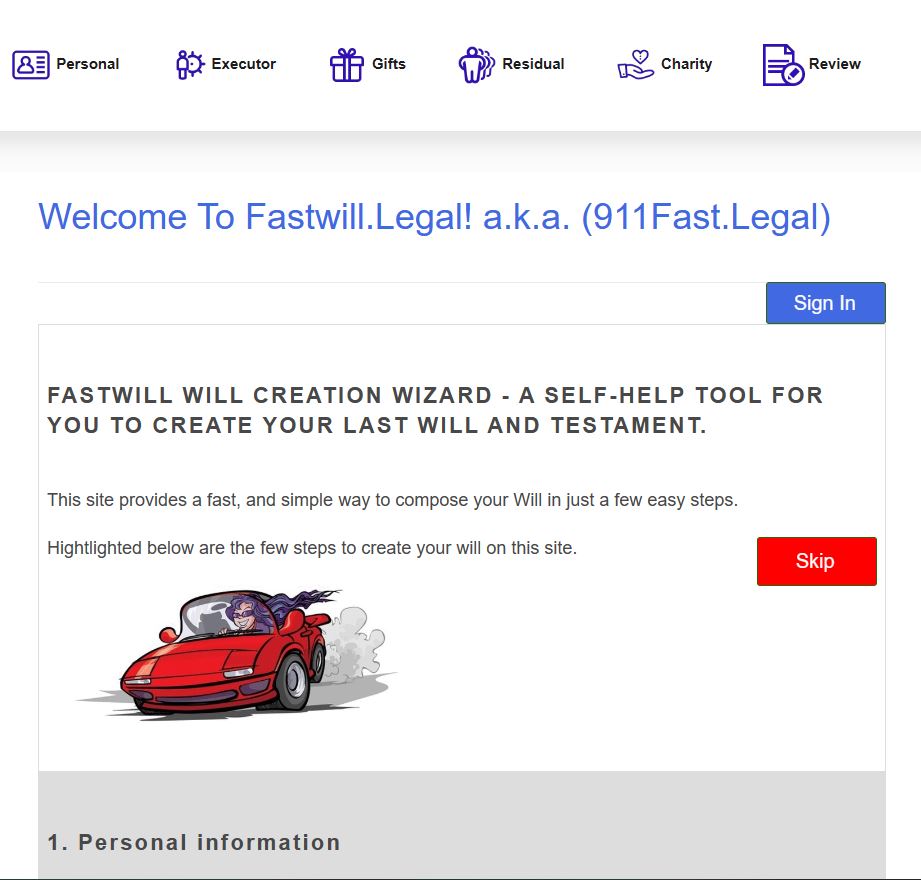 Personal
Executor
Gifts
Residual
Charity
Review
Welcome To Fastwill.Legal! a.k.a. (911Fast.Legal)
Sign In
FASTWILL WILL CREATION WIZARD - A SELF-HELP TOOL FOR
YOU TO CREATE YOUR LAST WILL AND TESTAMENT.
This site provides a fast, and simple way to compose your Will in just a few easy steps.
Hightlighted below are the few steps to create your will on this site.
Skip
1. Personal information